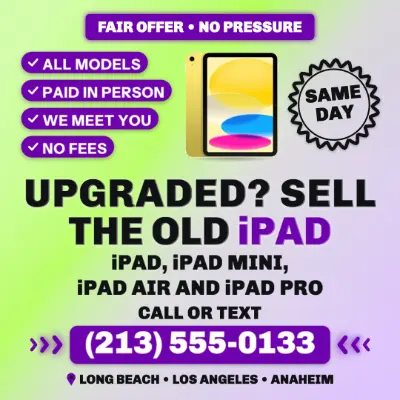 FAIR OFFER • NO PRESSURE
ALL MODELS
PAID IN PERSON
WE MEET YOU
NO FEES
SAME
DAY
UPGRADED? SELL
THE OLD iPAD
iPAD, iPAD MINI,
iPAD AIR AND iPAD PRO
CALL OR TEXT
(213) 555-0133
LONG BEACH • LOS ANGELES • ANAHEIM